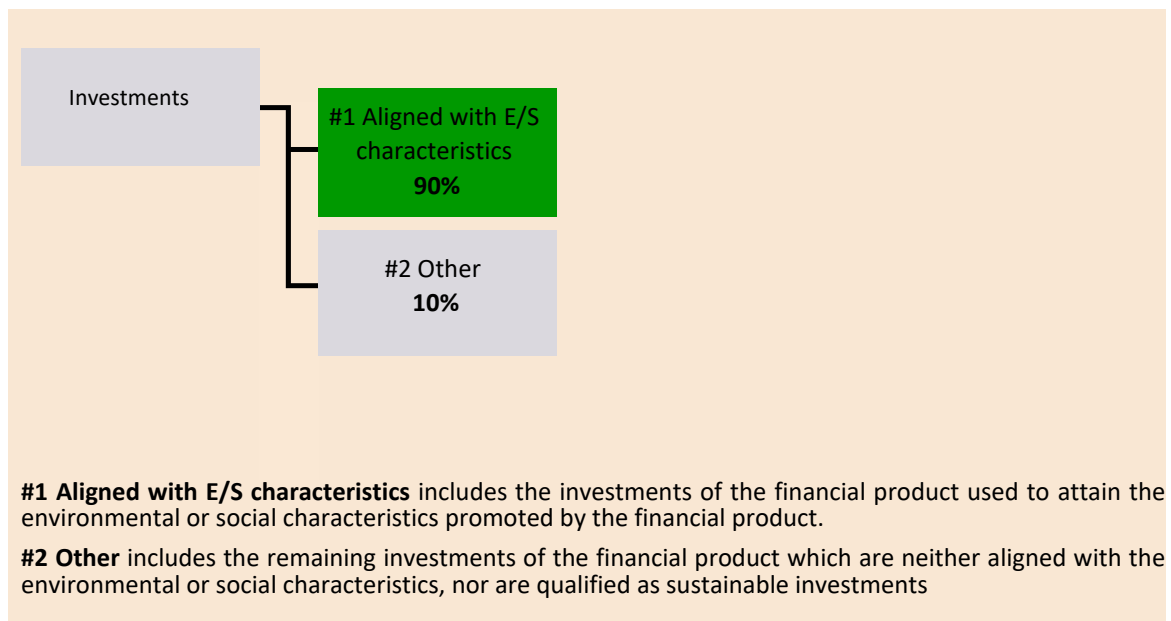 Investments
#1 Aligned with E/S
characteristics
90%
#2 Other
10%
#1 Aligned with E/S characteristics includes the investments of the financial product used to attain the
environmental or social characteristics promoted by the financial product.
#2 Other includes the remaining investments of the financial product which are neither aligned with the
environmental or social characteristics, nor are qualified as sustainable investments